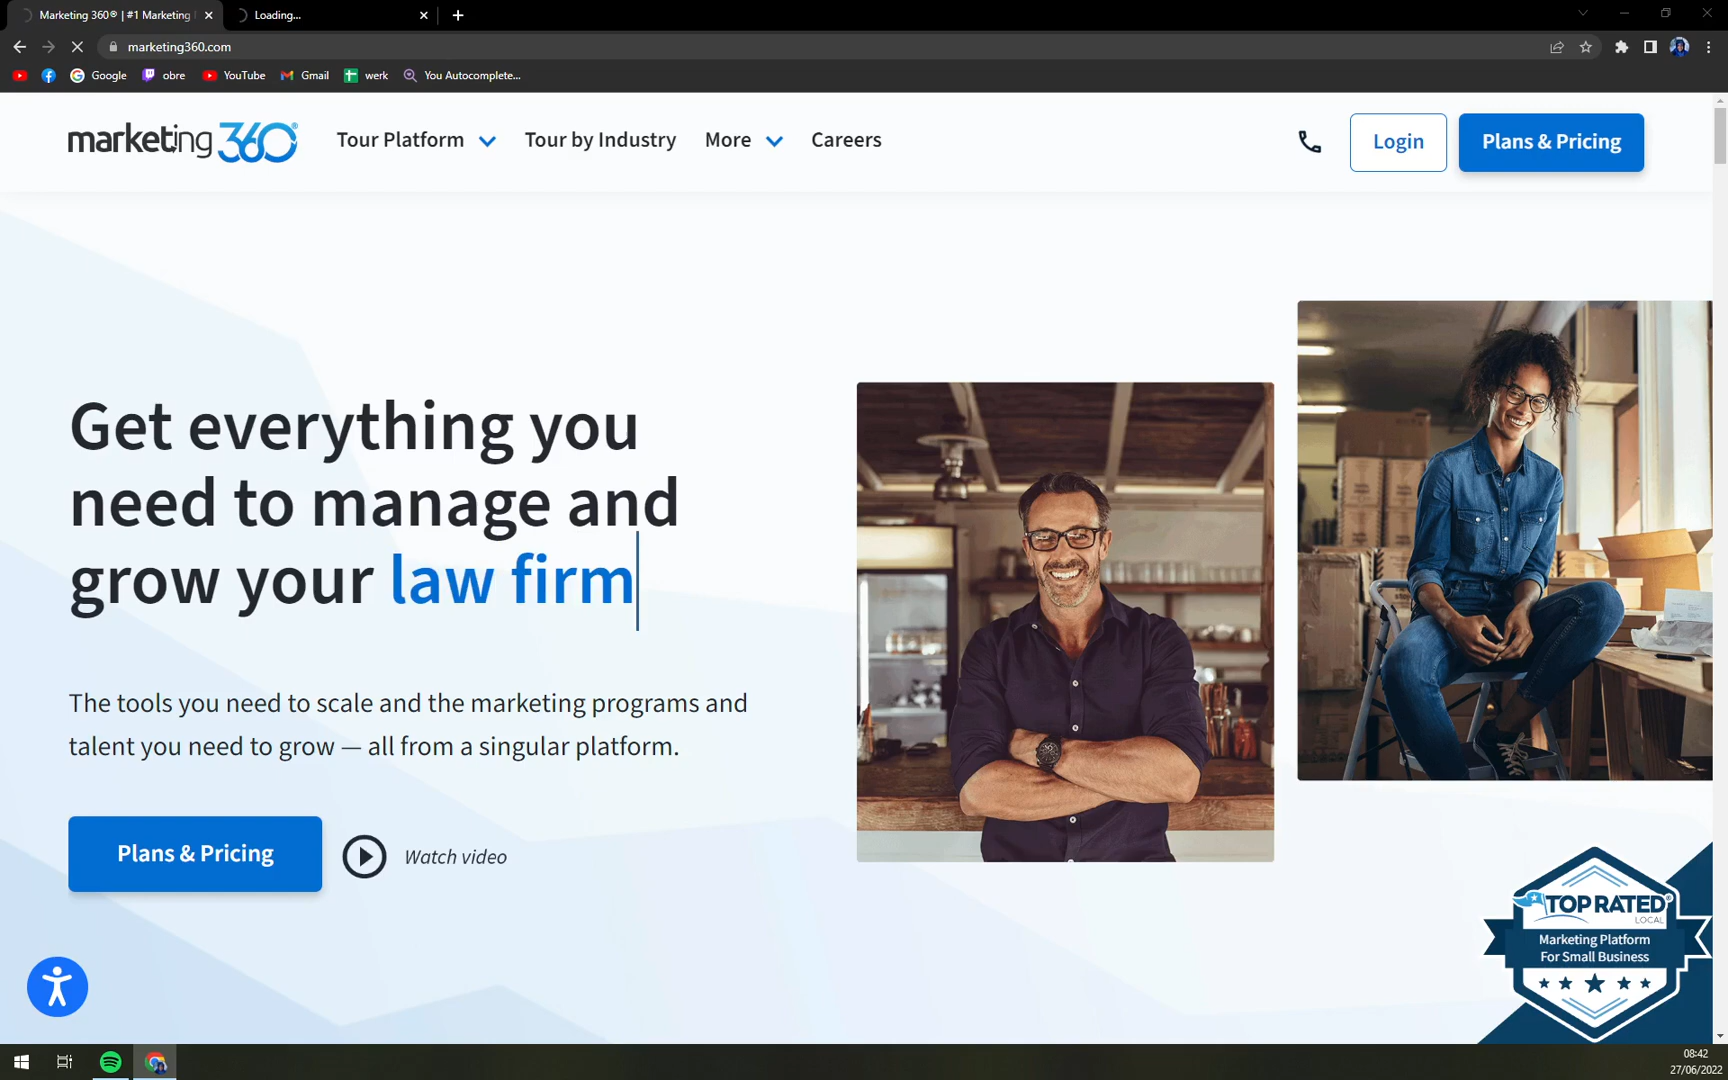 Marketing 360® | #1 Marketing
Loading...
marketing360.com
Google
obre
YouTube
Gmail
werk
You Autocomplete...
marketing 360®
Tour Platform
Tour by Industry
More
Careers
Login
Plans & Pricing
Get everything you
need to manage and
grow your law firm
The tools you need to scale and the marketing programs and
talent you need to grow — all from a singular platform.
Plans & Pricing
Watch video
TOP RATED®
LOCAL
Marketing Platform
For Small Business
08:42
27/06/2022